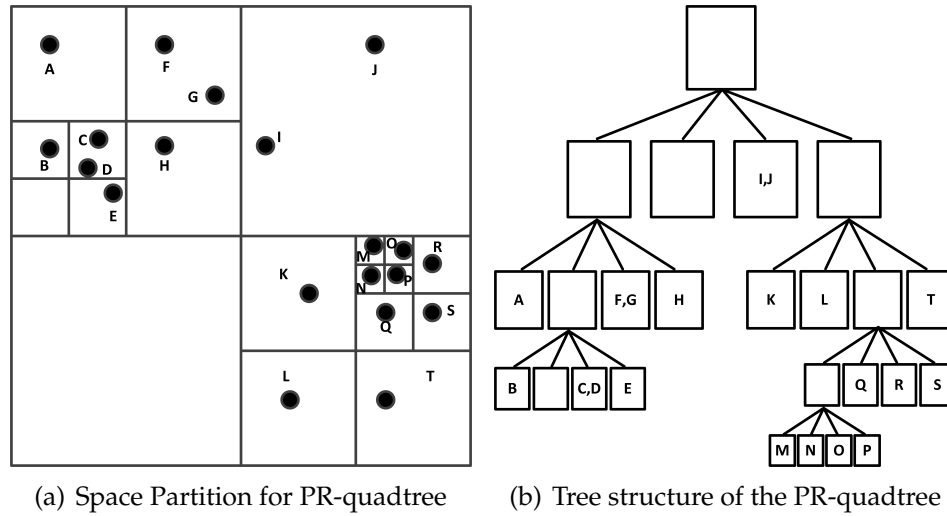 A
F
J
G
C
I
B
D
H
E
M
O
R
K
N
P
Q
S
L
T
I,J
A
F,G
H
K
L
T
B
C,D
E
Q
R
S
M
N
O
P
(a) Space Partition for PR-quadtree
(b) Tree structure of the PR-quadtree